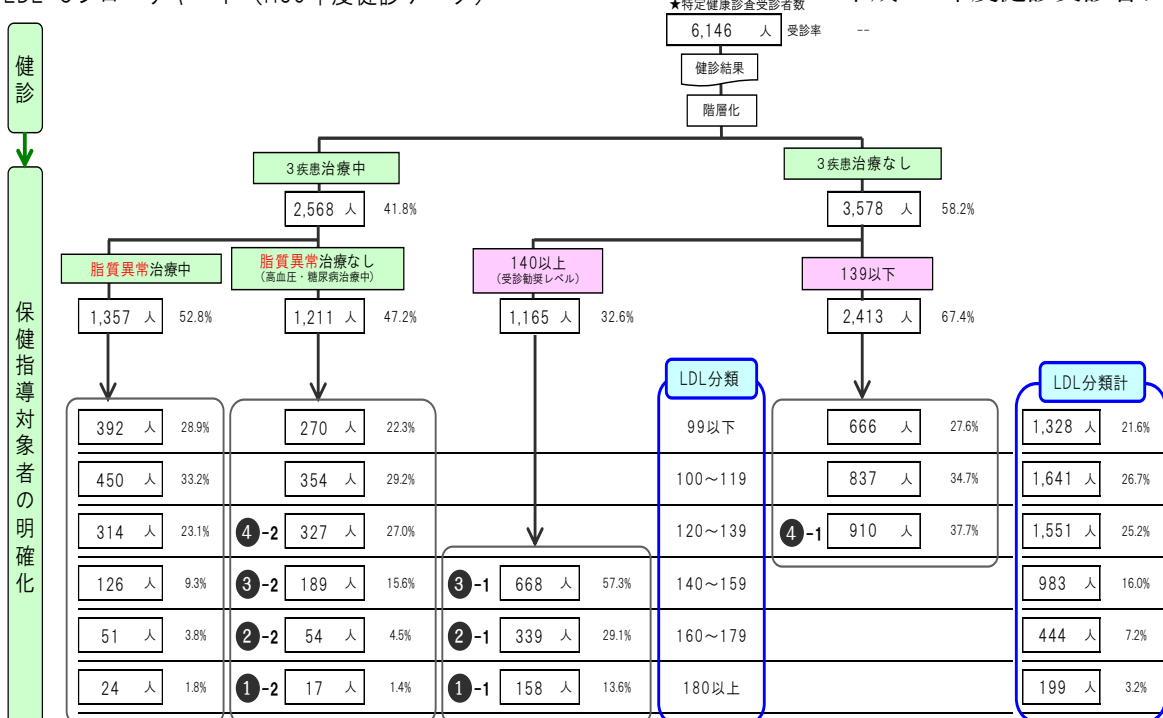 ★特定健康診査受診者数
6,146 人 受診率 --
健診結果
階層化
健診
3疾患治療中
3疾患治療なし
2,568 人 41.8%
3,578 人 58.2%
脂質異常治療中
脂質異常治療なし
(高血圧・糖尿病治療中)
140以上
(受診勧奨レベル)
139以下
1,357 人 52.8%
1,211 人 47.2%
1,165 人 32.6%
2,413 人 67.4%
保健指導対象者の明確化
LDL分類
LDL分類計
392 人 28.9% 270 人 22.3% 99以下 666 人 27.6% 1,328 人 21.6%
450 人 33.2% 354 人 29.2% 100～119 837 人 34.7% 1,641 人 26.7%
314 人 23.1% ❹-2 327 人 27.0% 120～139 ❹-1 910 人 37.7% 1,551 人 25.2%
126 人 9.3% ❸-2 189 人 15.6% ❸-1 668 人 57.3% 140～159 983 人 16.0%
51 人 3.8% ❷-2 54 人 4.5% ❷-1 339 人 29.1% 160～179 444 人 7.2%
24 人 1.8% ❶-2 17 人 1.4% ❶-1 158 人 13.6% 180以上 199 人 3.2%